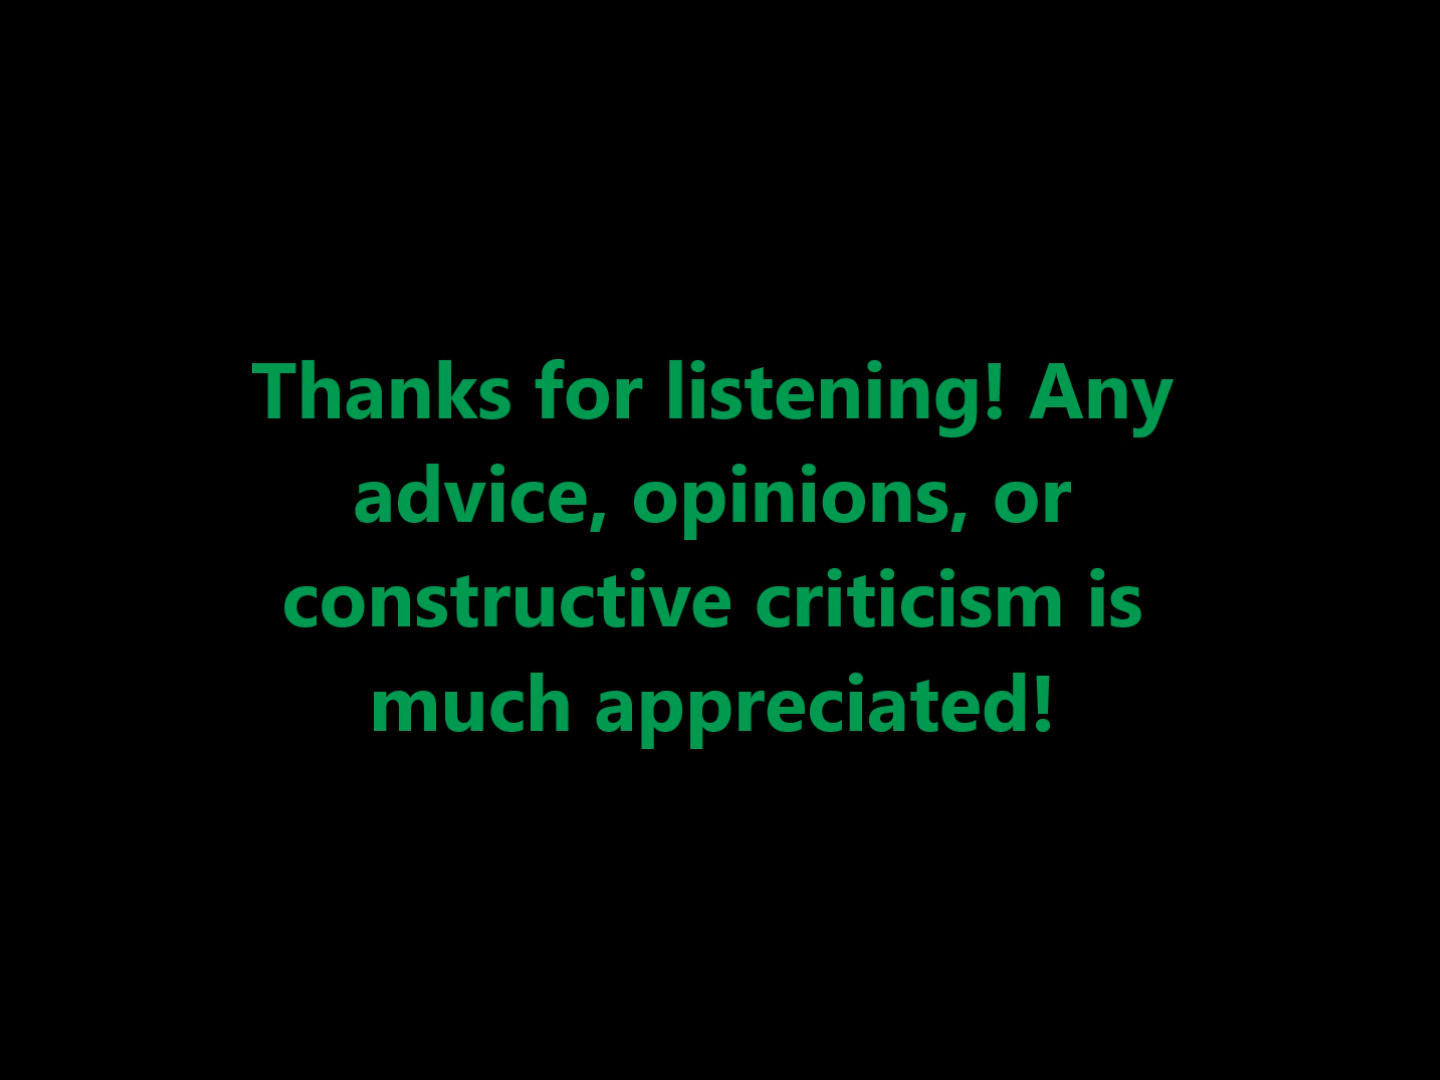 Thanks for listening! Any
advice, opinions, or
constructive criticism is
much appreciated!